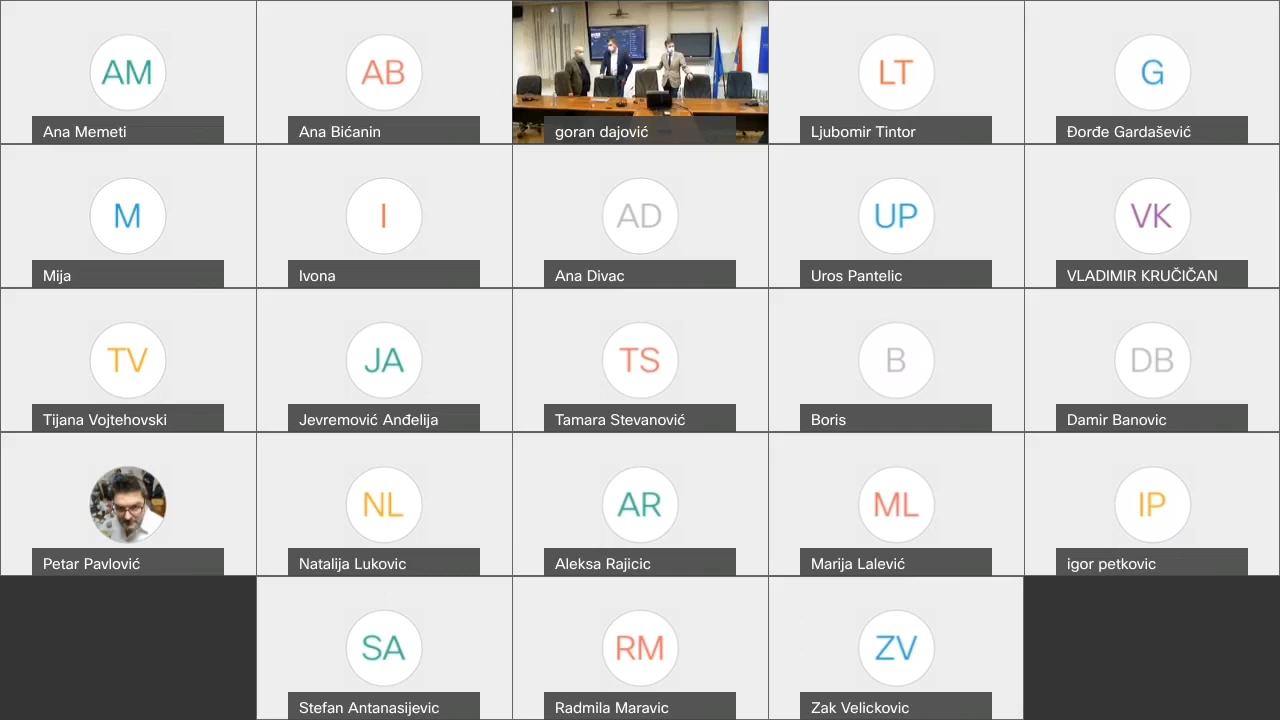 AM
Ana Memeti
AB
Ana Bićanin
goran dajović
LT
Ljubomir Tintor
G
Đorđe Gardašević
M
Mija
I
Ivona
AD
Ana Divac
UP
Uros Pantelic
VK
VLADIMIR KRUČIČAN
TV
Tijana Vojtehovski
JA
Jevremović Anđelija
TS
Tamara Stevanović
B
Boris
DB
Damir Banovic
Petar Pavlović
NL
Natalija Lukovic
AR
Aleksa Rajicic
ML
Marija Lalević
IP
igor petkovic
SA
Stefan Antanasijevic
RM
Radmila Maravic
ZV
Zak Velickovic